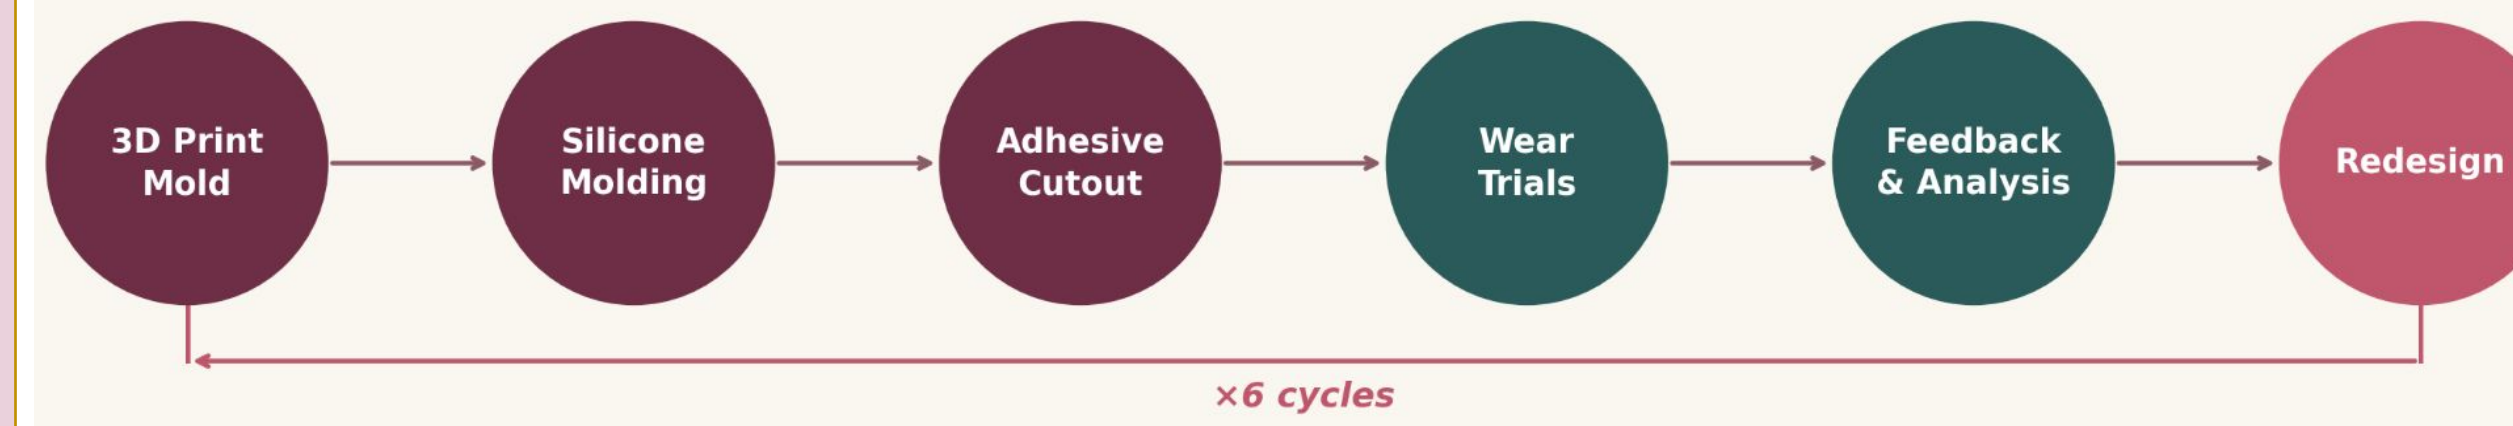 3D Print
Mold
Silicone
Molding
Adhesive
Cutout
Wear
Trials
Feedback
& Analysis
Redesign
×6 cycles